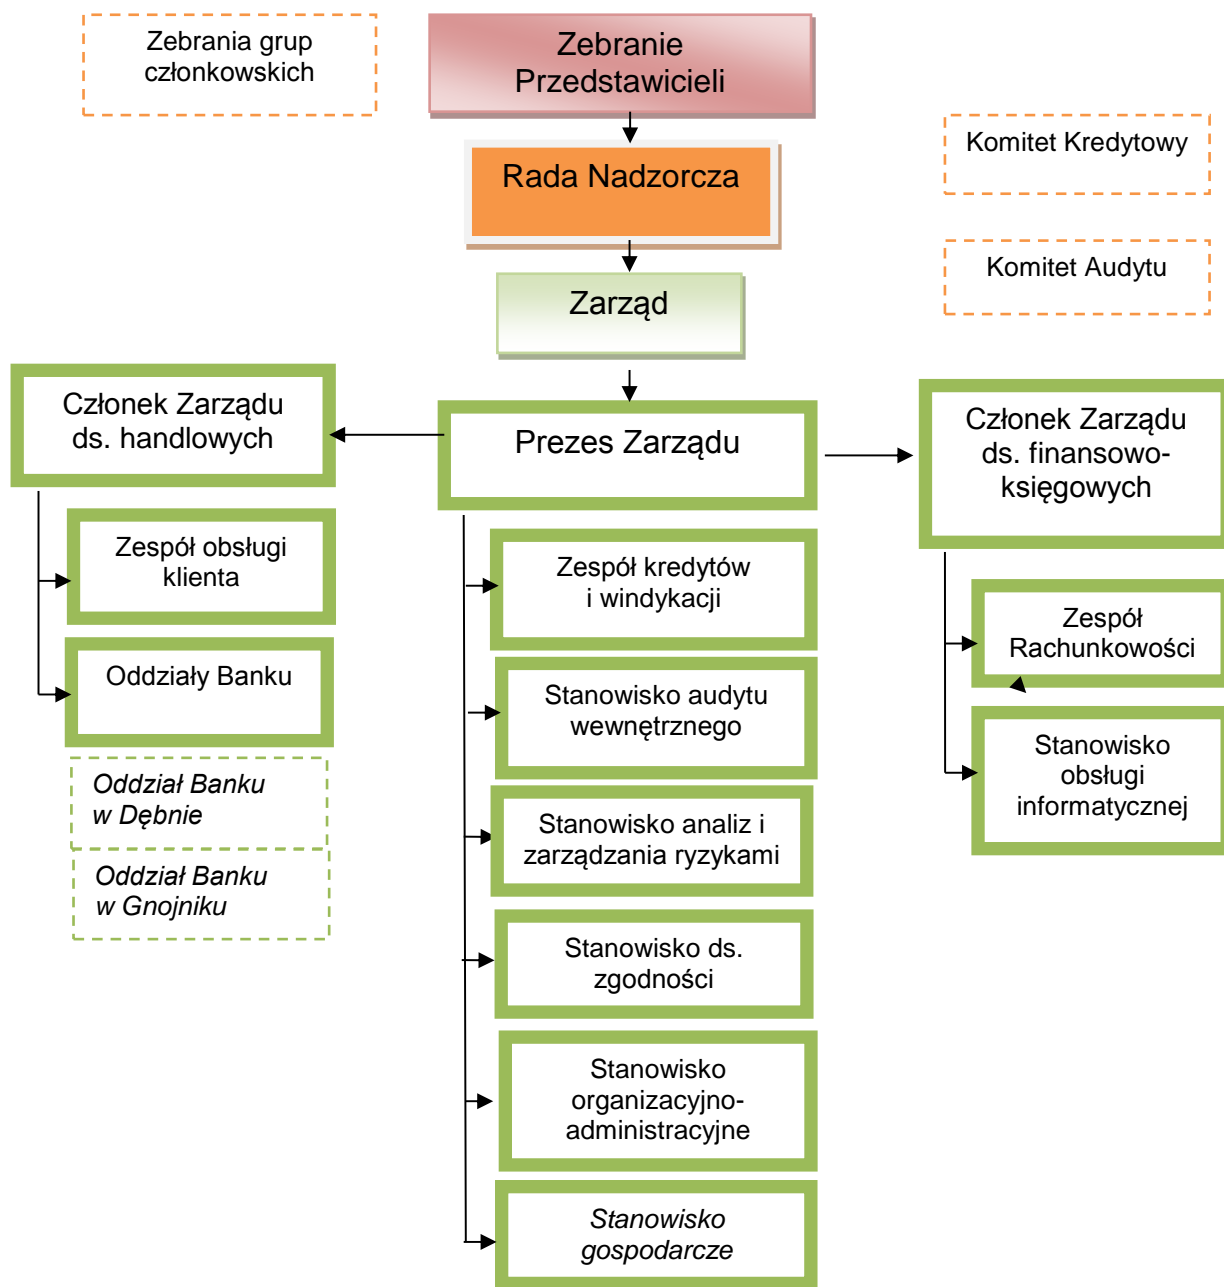 Zebrania grup
członkowskich
Zebranie
Przedstawicieli
Komitet Kredytowy
Rada Nadzorcza
Komitet Audytu
Zarząd
Członek Zarządu
ds. handlowych
Prezes Zarządu
Członek Zarządu
ds. finansowo-
księgowych
Zespół obsługi
klienta
Oddziały Banku
Oddział Banku
w Dębnie
Oddział Banku
w Gnojniku
Zespół kredytów
i windykacji
Stanowisko audytu
wewnętrznego
Stanowisko analiz i
zarządzania ryzykami
Stanowisko ds.
zgodności
Stanowisko
organizacyjno-
administracyjne
Stanowisko
gospodarcze
Zespół
Rachunkowości
Stanowisko
obsługi
informatycznej